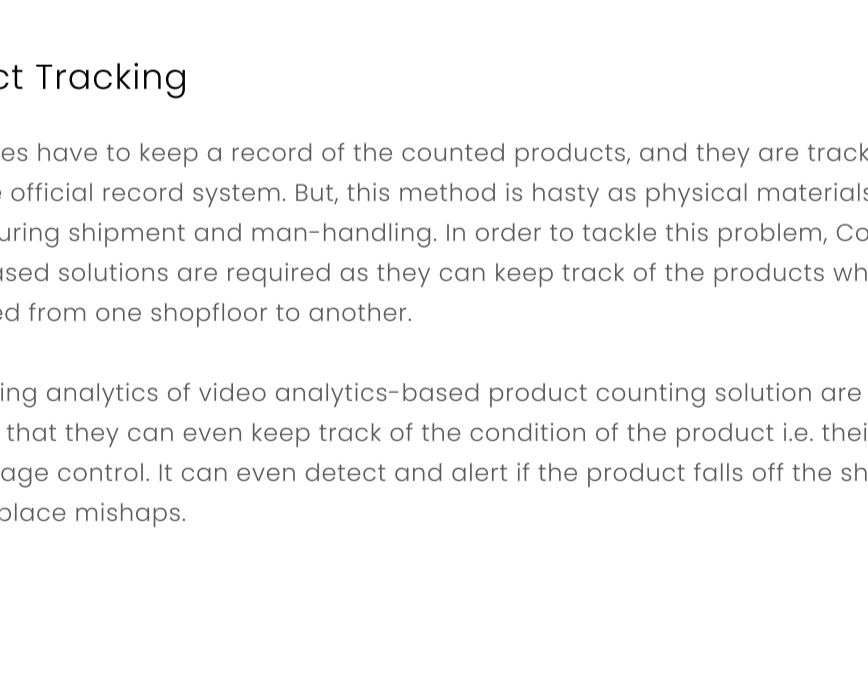 ct Tracking
es have to keep a record of the counted products, and they are track
official record system. But, this method is hasty as physical materials
uring shipment and man-handling. In order to tackle this problem, Co
ased solutions are required as they can keep track of the products wh
ed from one shopfloor to another.
ing analytics of video analytics-based product counting solution are
that they can even keep track of the condition of the product i.e. thei
age control. It can even detect and alert if the product falls off the sh
place mishaps.